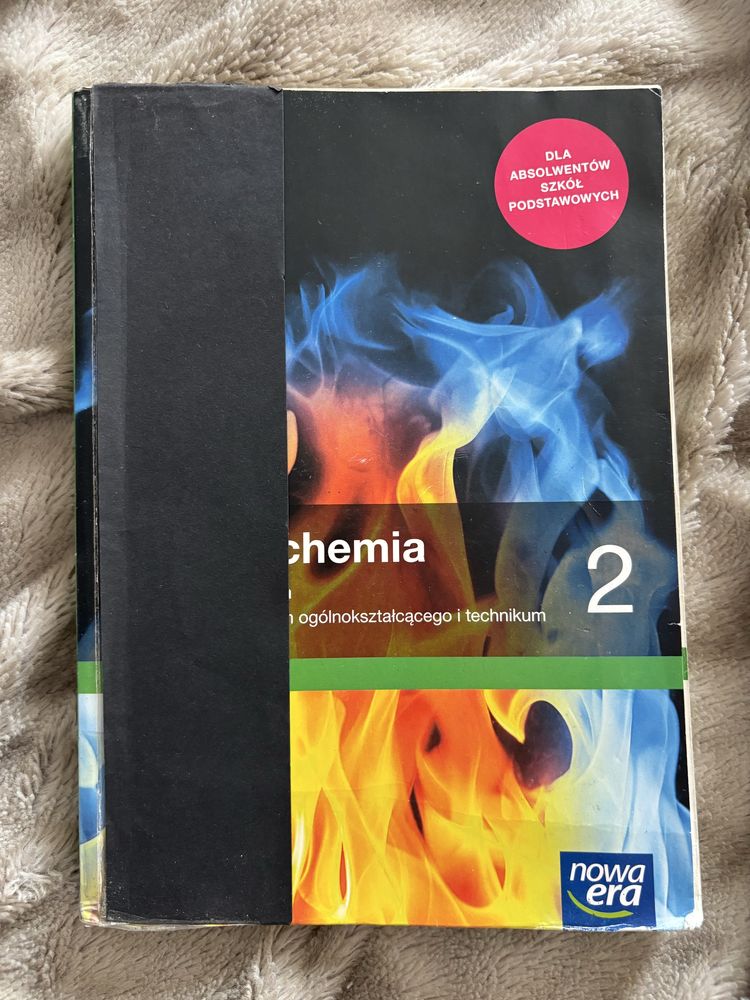 DLA
ABSOLWENTÓW
SZKÓŁ
PODSTAWOWYCH
chemia
2
ogólnokształcącego i technikum
nowa
era